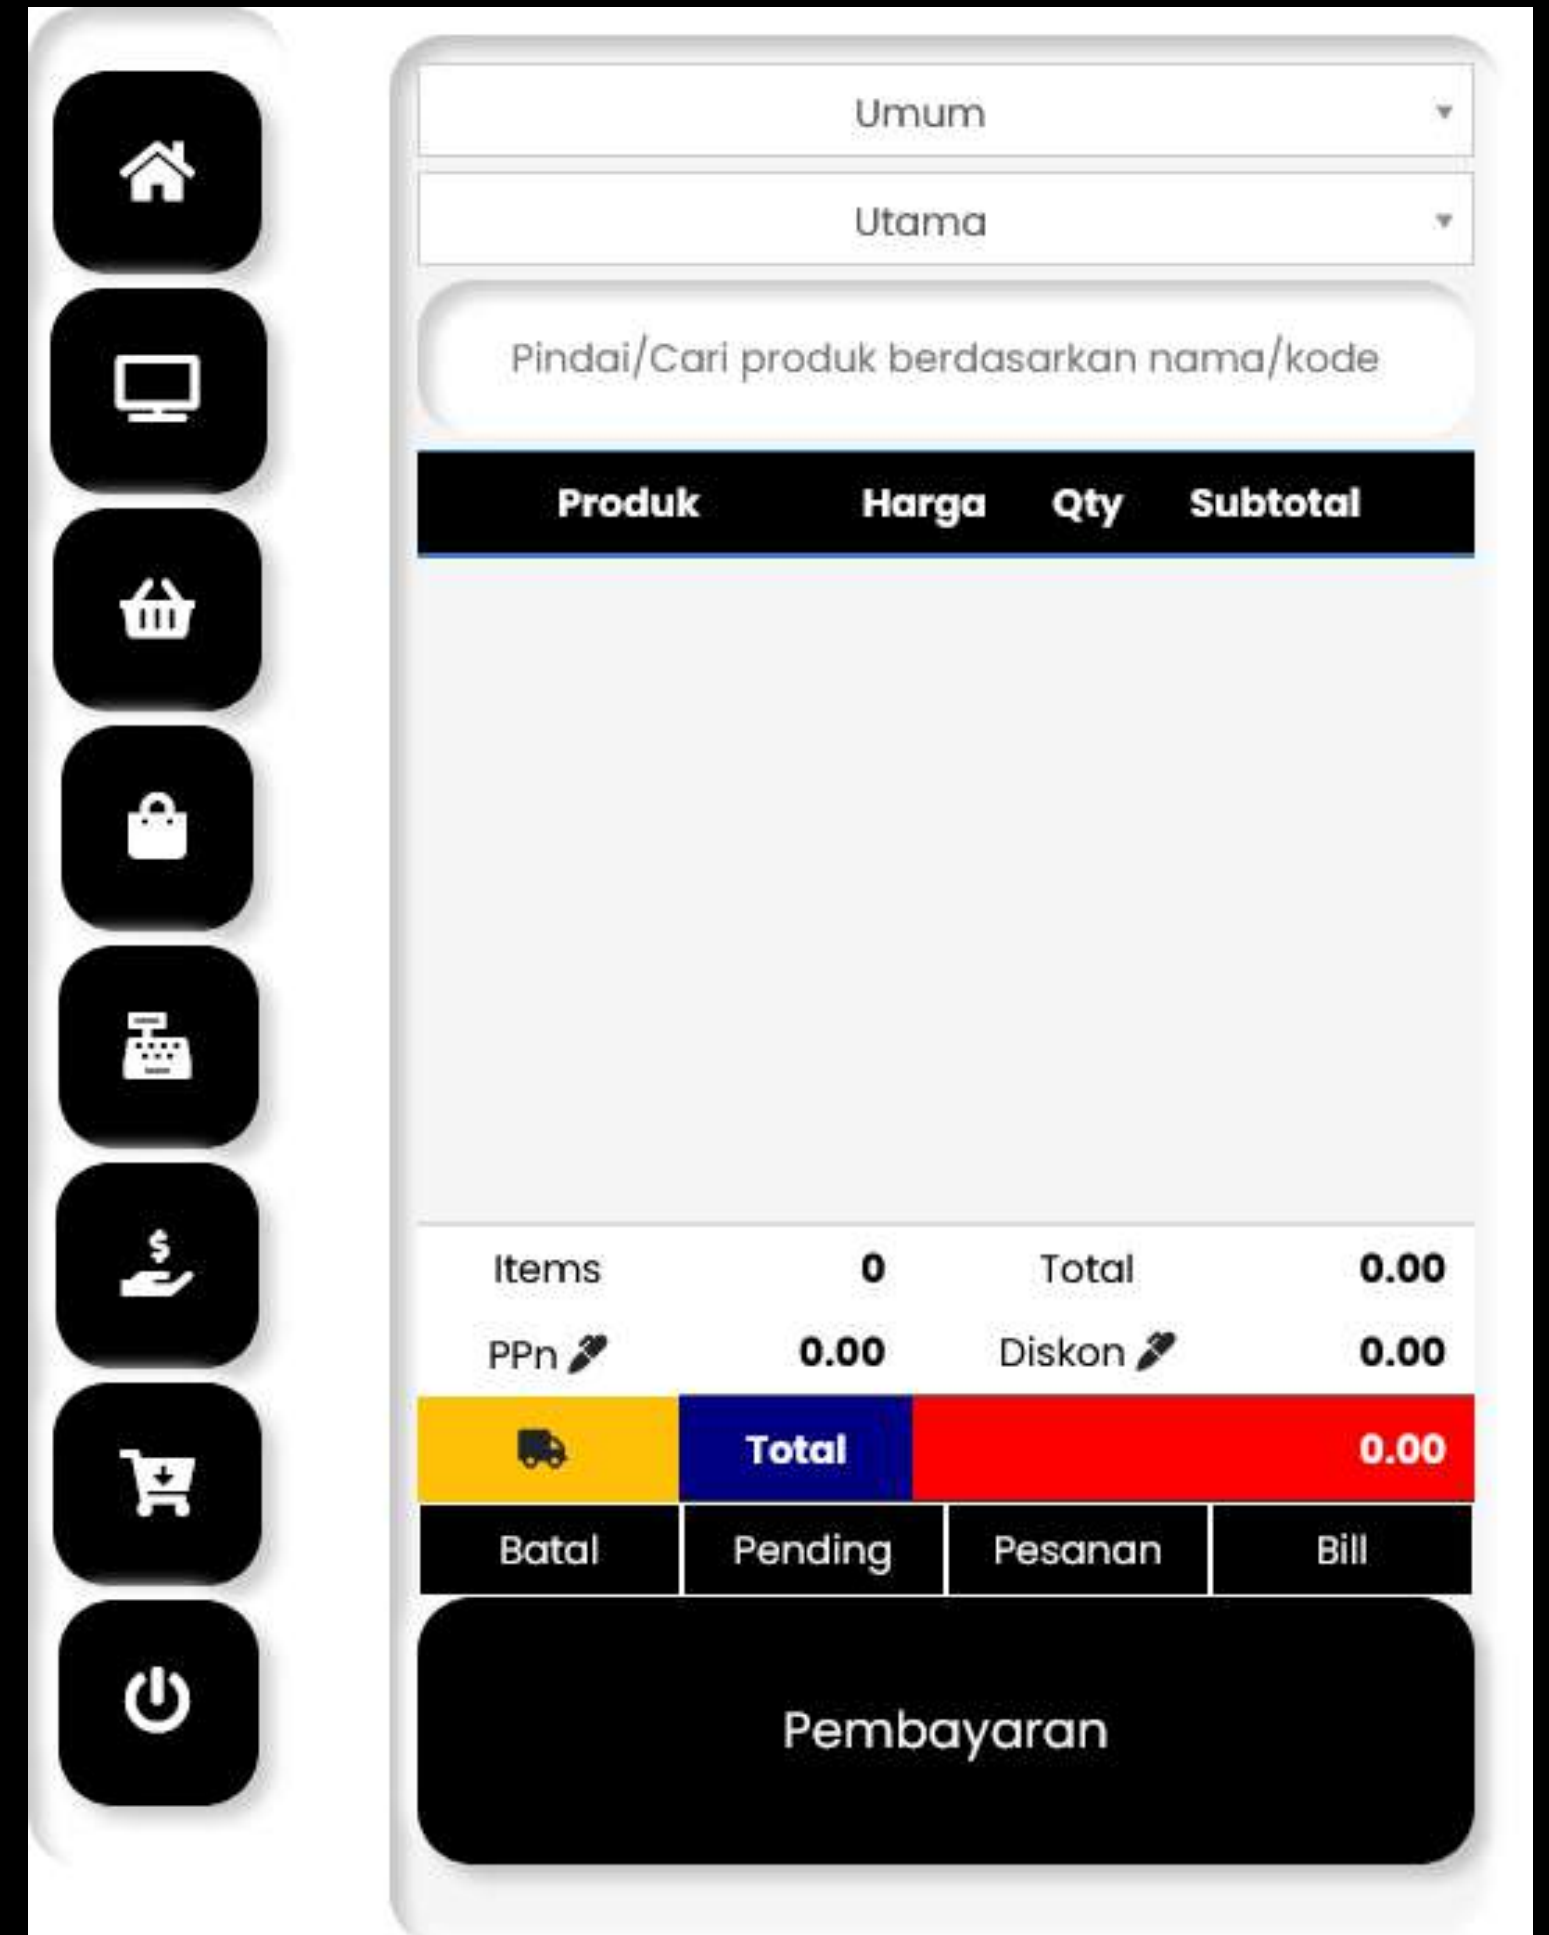 Umum
Utama
Pindai/Cari produk berdasarkan nama/kode
Produk Harga Qty Subtotal
Items 0 Total 0.00
PPn 0.00 Diskon 0.00
Total 0.00
Batal Pending Pesanan Bill
Pembayaran